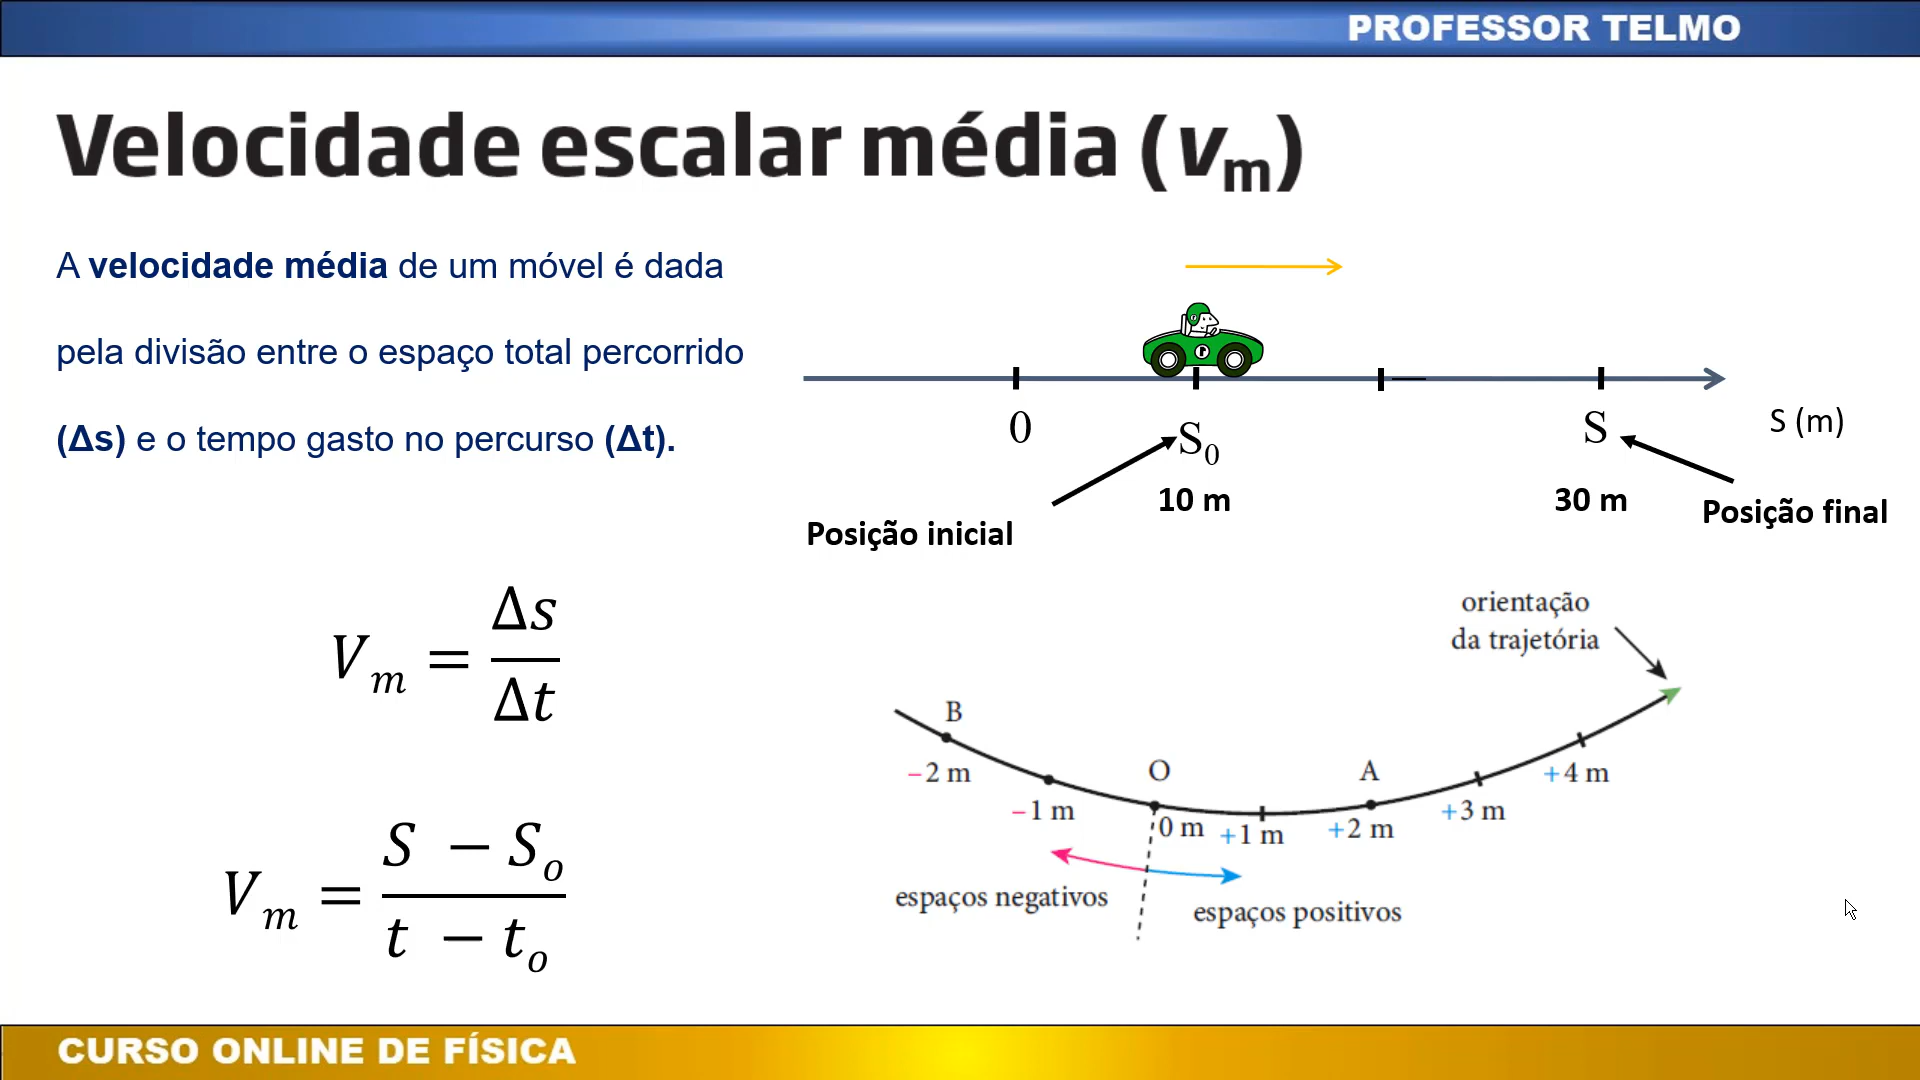 PROFESSOR TELMO
Velocidade escalar média (vm)
A velocidade média de um móvel é dada
pela divisão entre o espaço total percorrido
(Δs) e o tempo gasto no percurso (Δt).
0
S0
S
S (m)
10 m
30 m
Posição inicial
Posição final
Vm = Δs / Δt
Vm = S - So / t - to
orientação
da trajetória
B
O
A
-2 m
-1 m
0 m
+1 m
+2 m
+3 m
+4 m
espaços negativos
espaços positivos
CURSO ONLINE DE FÍSICA